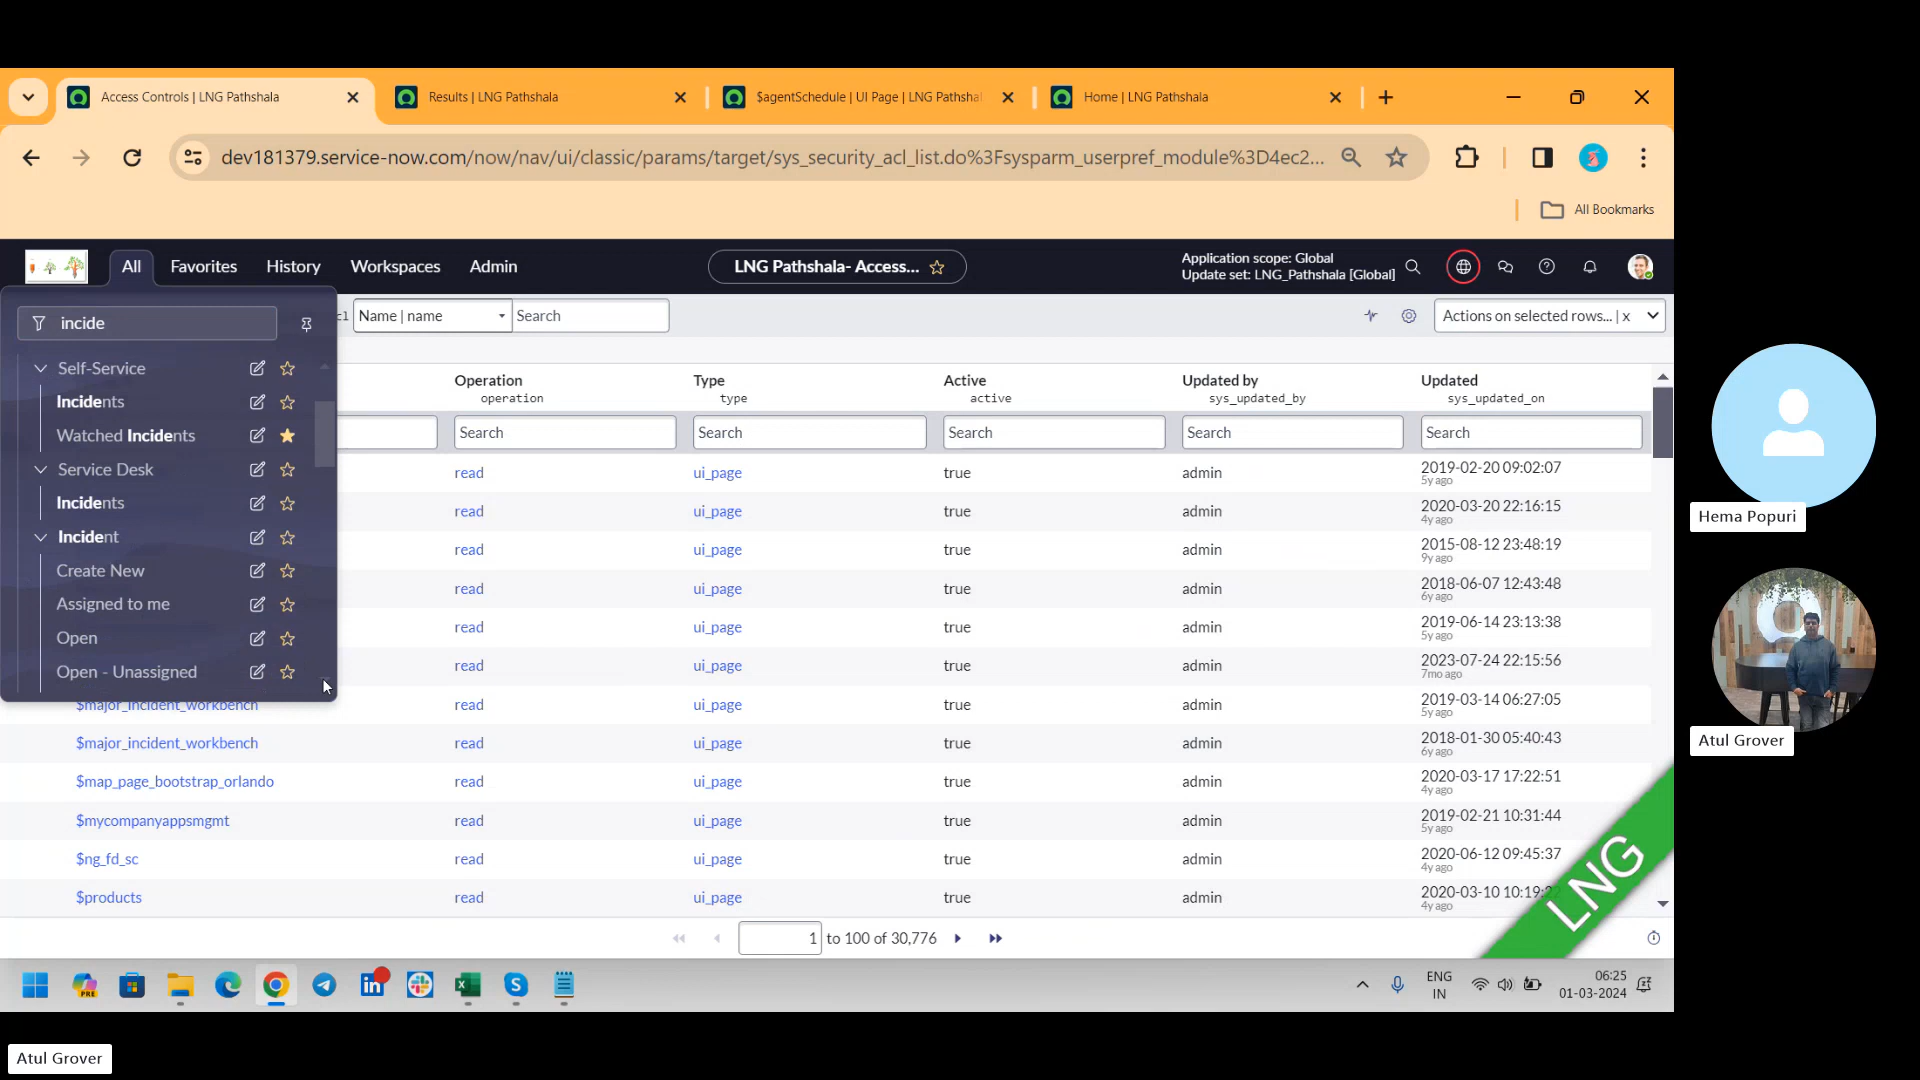 Access Controls | LNG Pathshala
Results | LNG Pathshala
$agentSchedule | UI Page | LNG Pathshal
Home | LNG Pathshala
dev181379.service-now.com/now/nav/ui/classic/params/target/sys_security_acl_list.do%3Fsysparm_userpref_module%3D4ec2...
All Bookmarks
All
Favorites
History
Workspaces
Admin
LNG Pathshala- Access...
Application scope: Global
Update set: LNG_Pathshala [Global]
incide
Name | name
Search
Actions on selected rows... | x
Self-Service
Incidents
Watched Incidents
Service Desk
Incidents
Incident
Create New
Assigned to me
Open
Open - Unassigned
Operation
operation
Type
type
Active
active
Updated by
sys_updated_by
Updated
sys_updated_on
Search Search Search Search Search
read ui_page true admin 2019-02-20 09:02:07
5y ago
read ui_page true admin 2020-03-20 22:16:15
4y ago
read ui_page true admin 2015-08-12 23:48:19
9y ago
read ui_page true admin 2018-06-07 12:43:48
6y ago
read ui_page true admin 2019-06-14 23:13:38
5y ago
read ui_page true admin 2023-07-24 22:15:56
7mo ago
$major_incident_workbench read ui_page true admin 2019-03-14 06:27:05
5y ago
$major_incident_workbench read ui_page true admin 2018-01-30 05:40:43
6y ago
$map_page_bootstrap_orlando read ui_page true admin 2020-03-17 17:22:51
4y ago
$mycompanyappsmgmt read ui_page true admin 2019-02-21 10:31:44
5y ago
$ng_fd_sc read ui_page true admin 2020-06-12 09:45:37
4y ago
$products read ui_page true admin 2020-03-10 10:19:
4y ago
1 to 100 of 30,776
LNG
PRE
ENG
IN
06:25
01-03-2024
Hema Popuri
Atul Grover
Atul Grover